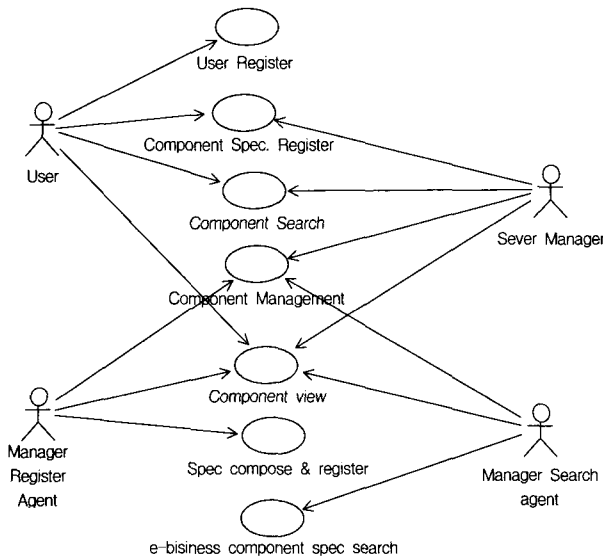 User Register
Component Spec. Register
User
Component Search
Sever Manager
Component Management
Component view
Manager
Register
Agent
Spec compose & register
Manager Search
agent
e-bisiness component spec search